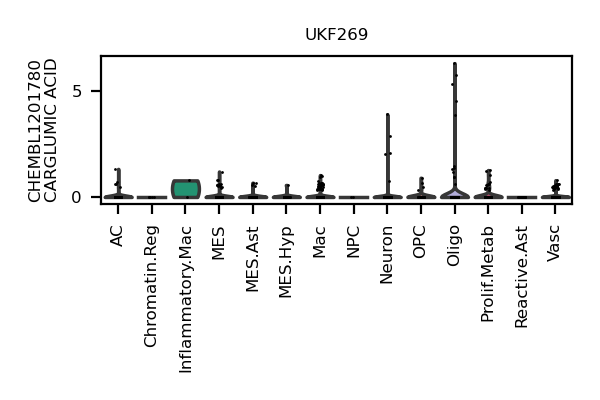 UKF269
CHEMBL1201780
CARGLUMIC ACID
5
0
AC
Chromatin.Reg
Inflammatory.Mac
MES
MES.Ast
MES.Hyp
Mac
NPC
Neuron
OPC
Oligo
Prolif.Metab
Reactive.Ast
Vasc